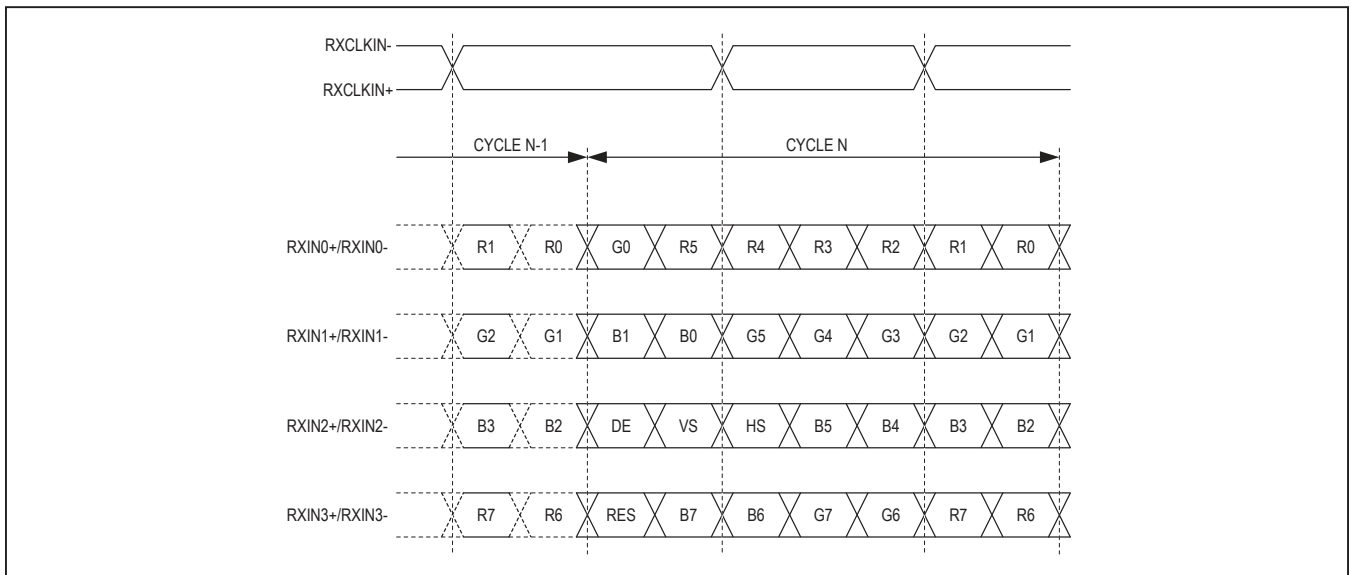 RXCLKIN-
RXCLKIN+
CYCLE N-1 CYCLE N
RXIN0+/RXIN0- R1 R0 G0 R5 R4 R3 R2 R1 R0
RXIN1+/RXIN1- G2 G1 B1 B0 G5 G4 G3 G2 G1
RXIN2+/RXIN2- B3 B2 DE VS HS B5 B4 B3 B2
RXIN3+/RXIN3- R7 R6 RES B7 B6 G7 G6 R7 R6